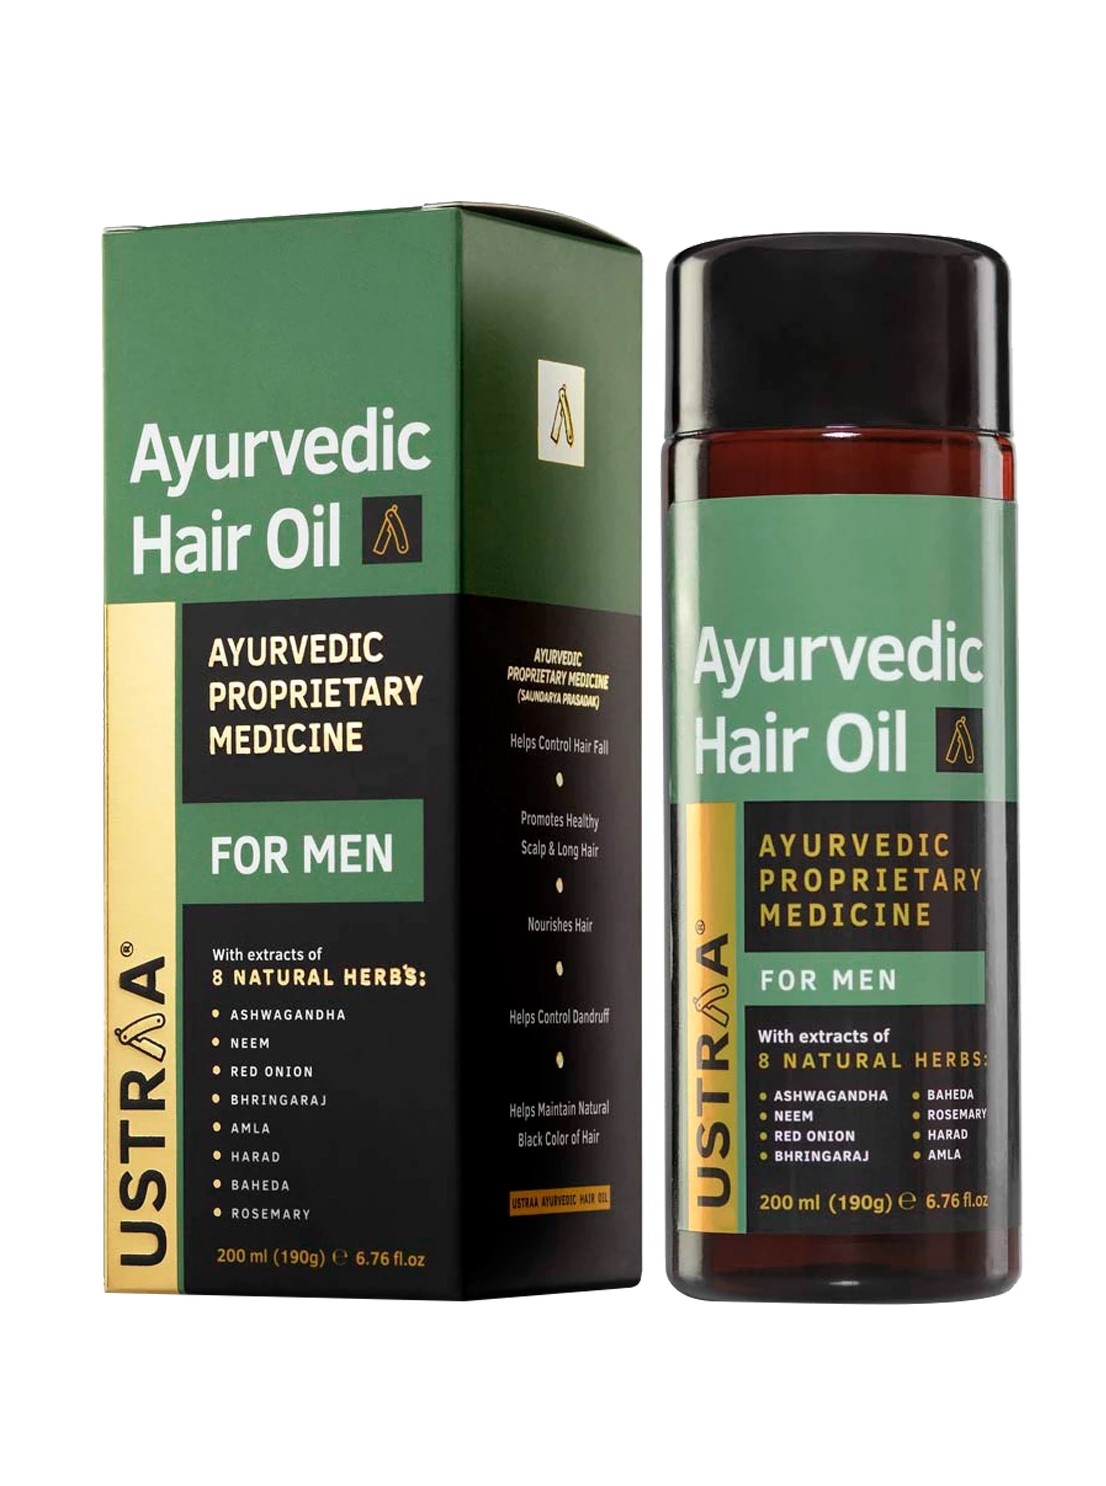 Ayurvedic
Hair Oil
AYURVEDIC
PROPRIETARY
MEDICINE
FOR MEN
With extracts of
8 NATURAL HERB'S:
• ASHWAGANDHA
• NEEM
• RED ONION
• BHRINGARAJ
• AMLA
• HARAD
• BAHEDA
• ROSEMARY
200 ml (190g) ℮ 6.76 fl.oz
USTRAA®
AYURVEDIC
PROPRIETARY MEDICINE
(SAUNDARYA PRASADAK)
Helps Control Hair Fall
Promotes Healthy
Scalp & Long Hair
Nourishes Hair
Helps Control Dandruff
Helps Maintain Natural
Black Color of Hair
USTRAA AYURVEDIC HAIR OIL
Ayurvedic
Hair Oil
AYURVEDIC
PROPRIETARY
MEDICINE
FOR MEN
With extracts of
8 NATURAL HERBS:
• ASHWAGANDHA
• NEEM
• RED ONION
• BHRINGARAJ
• BAHEDA
• ROSEMARY
• HARAD
• AMLA
200 ml (190g) ℮ 6.76 fl.oz
USTRAA®